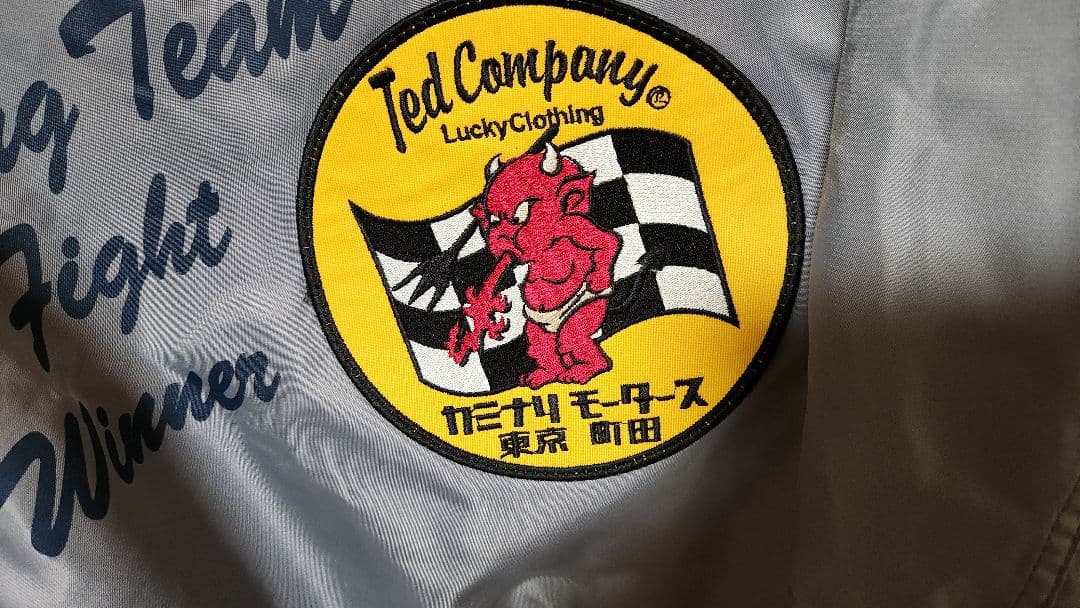 Team
Fight
Winner
Ted Company
LuckyClothing
カミナリ モータース
東京 町田